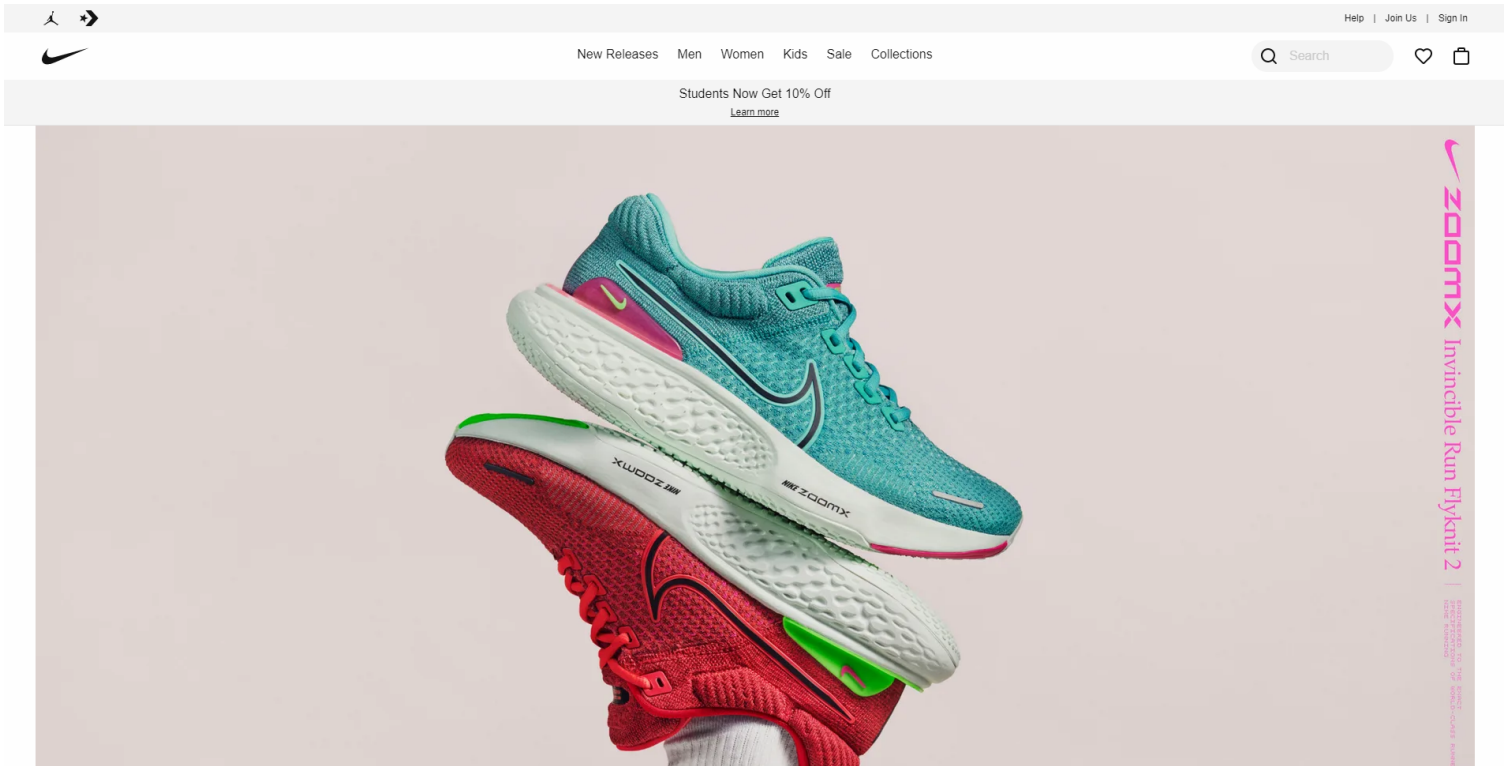 Help | Join Us | Sign In
New Releases Men Women Kids Sale Collections
Search
Students Now Get 10% Off
Learn more
ZOOMX Invincible Run Flyknit 2
NIKE ZOOMX
NIKE ZOOMX